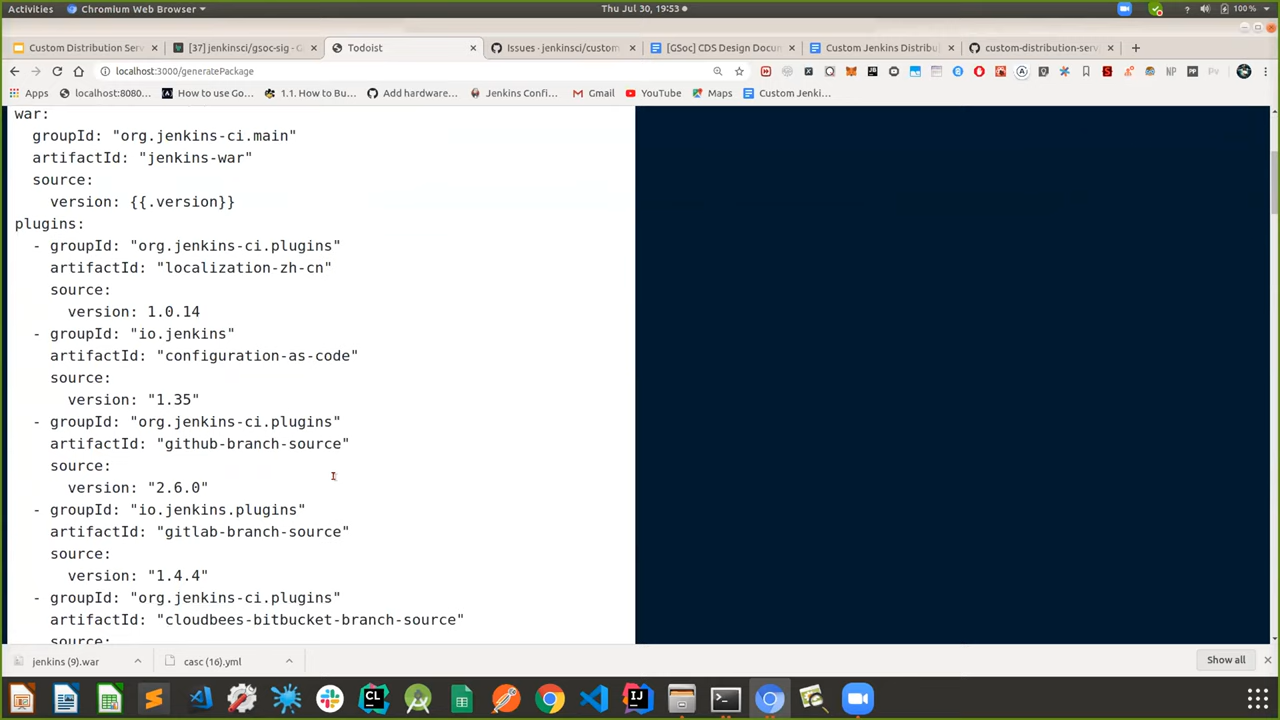 Activities
Chromium Web Browser
Thu Jul 30, 19:53
100 %
Custom Distribution Ser
[37] jenkinsci/gsoc-sig - G
Todoist
Issues · jenkinsci/custom
[GSoc] CDS Design Docum
Custom Jenkins Distribu
custom-distribution-serv
localhost:3000/generatePackage
Apps
localhost:8080...
How to use Go...
1.1. How to Bu...
Add hardware...
Jenkins Confi...
Gmail
YouTube
Maps
Custom Jenki...
war:
groupId: "org.jenkins-ci.main"
artifactId: "jenkins-war"
source:
version: {{.version}}
plugins:
- groupId: "org.jenkins-ci.plugins"
artifactId: "localization-zh-cn"
source:
version: 1.0.14
- groupId: "io.jenkins"
artifactId: "configuration-as-code"
source:
version: "1.35"
- groupId: "org.jenkins-ci.plugins"
artifactId: "github-branch-source"
source:
version: "2.6.0"
- groupId: "io.jenkins.plugins"
artifactId: "gitlab-branch-source"
source:
version: "1.4.4"
- groupId: "org.jenkins-ci.plugins"
artifactId: "cloudbees-bitbucket-branch-source"
source:
jenkins (9).war
casc (16).yml
Show all